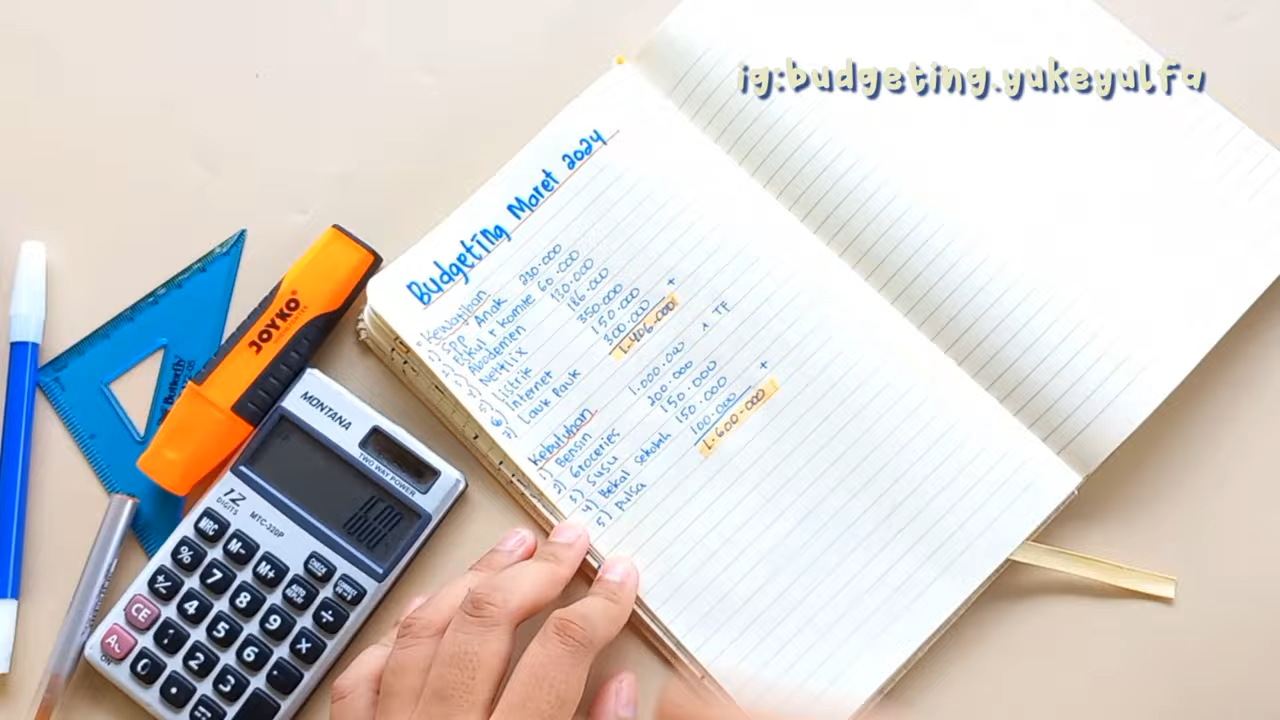 ig:budgeting.yukeyulfa
Budgeting Maret 2024
Kewajiban
1) SPP Anak 230.000
2) Eskul + komite 60.000
3) Abodemen 130.000
4) Netflix 186.000
5) Listrik 350.000
6) Internet 150.000
7) Lauk Pauk 300.000 +
1.406.000
Kebutuhan
1) Bensin 1.000.000
2) Groceries 200.000
3) Susu 150.000
4) Bekal sekolah 150.000
5) Pulsa 100.000 +
1.600.000
TF
JOYKO
Butterfly
MONTANA
TWO WAY POWER
12 DIGITS
MTC-320P
MRC M- M+ CHECK
% 7 8 9 ÷
+/- 4 5 6 ×
CE 1 2 3 -
0 .
ON